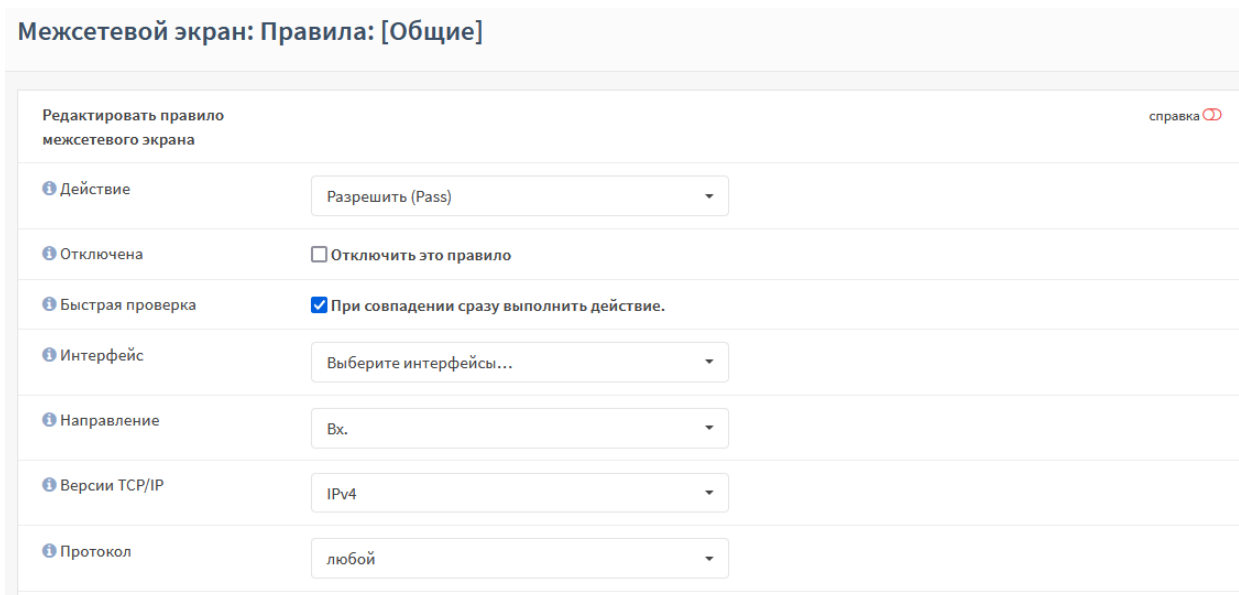 Межсетевой экран: Правила: [Общие]
Редактировать правило
межсетевого экрана
справка
Действие
Разрешить (Pass)
Отключена
Отключить это правило
Быстрая проверка
При совпадении сразу выполнить действие.
Интерфейс
Выберите интерфейсы...
Направление
Вх.
Версии TCP/IP
IPv4
Протокол
любой